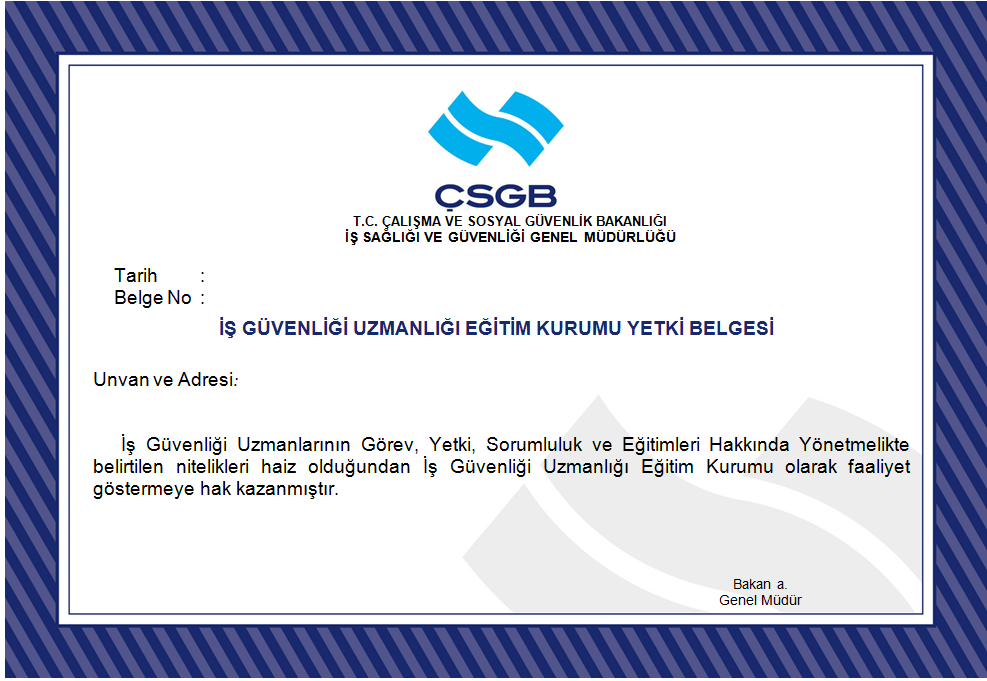 ÇSGB
T.C. ÇALIŞMA VE SOSYAL GÜVENLİK BAKANLIĞI
İŞ SAĞLIĞI VE GÜVENLİĞİ GENEL MÜDÜRLÜĞÜ
Tarih :
Belge No :
İŞ GÜVENLİĞİ UZMANLIĞI EĞİTİM KURUMU YETKİ BELGESİ
Unvan ve Adresi:
İş Güvenliği Uzmanlarının Görev, Yetki, Sorumluluk ve Eğitimleri Hakkında Yönetmelikte
belirtilen nitelikleri haiz olduğundan İş Güvenliği Uzmanlığı Eğitim Kurumu olarak faaliyet
göstermeye hak kazanmıştır.
Bakan a.
Genel Müdür